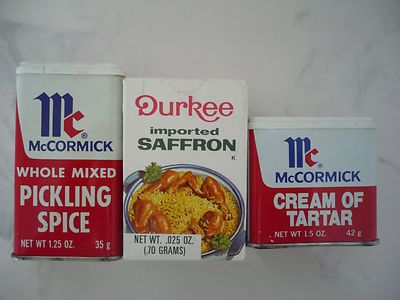 Mc®
McCORMICK
WHOLE MIXED
PICKLING
SPICE
NET WT 1.25 OZ. 35 g
Durkee
imported
SAFFRON
K
NET WT. .025 OZ.
(.70 GRAMS)
Mc®
McCORMICK
CREAM OF
TARTAR
NET WT 1.5 OZ. 42 g